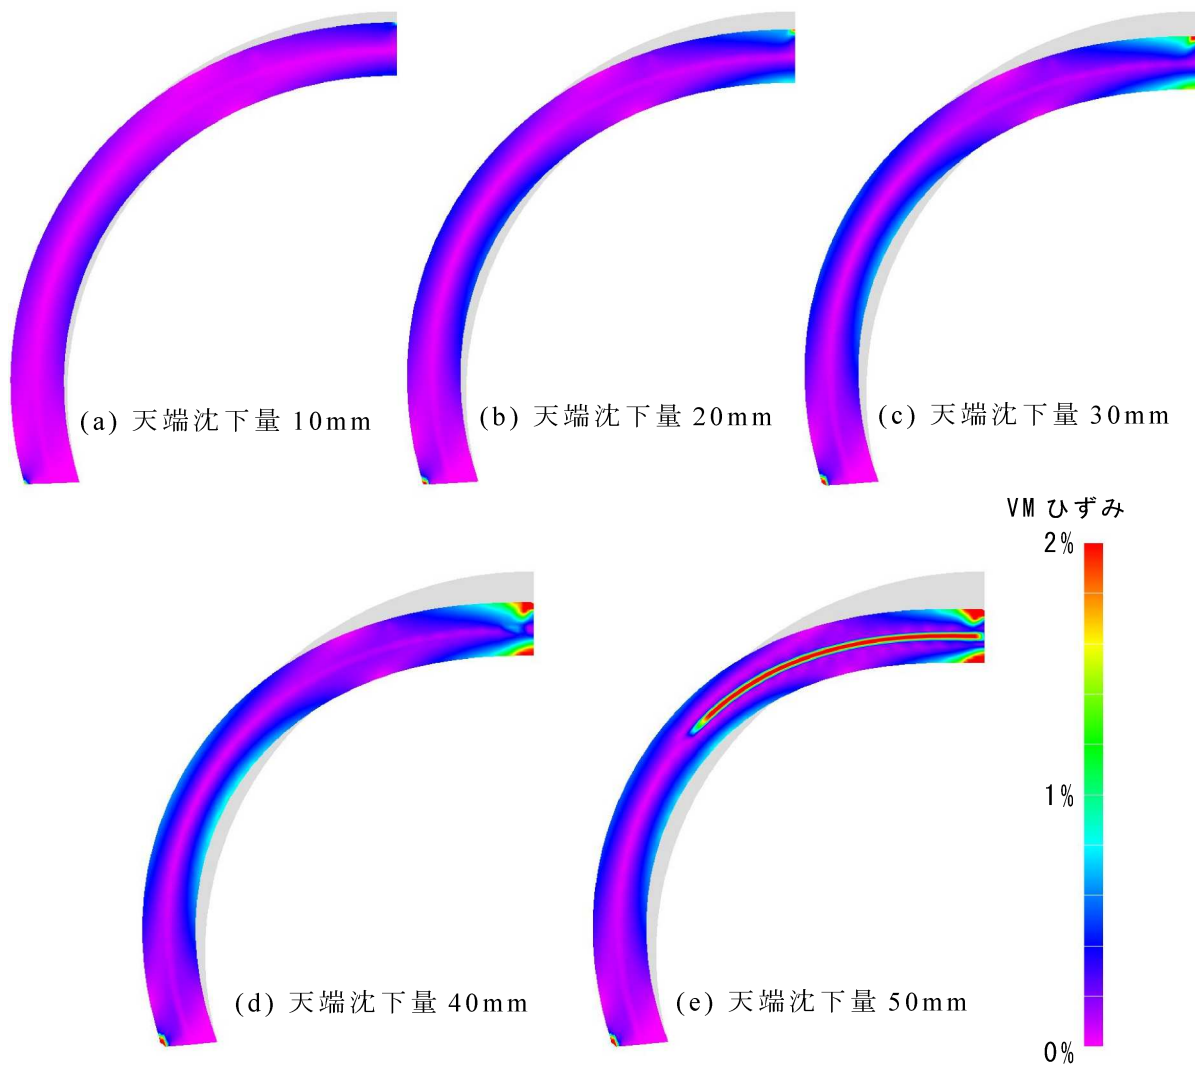 (a) 天端沈下量 10mm
(b) 天端沈下量 20mm
(c) 天端沈下量 30mm
VM ひずみ
2%
1%
0%
(d) 天端沈下量 40mm
(e) 天端沈下量 50mm